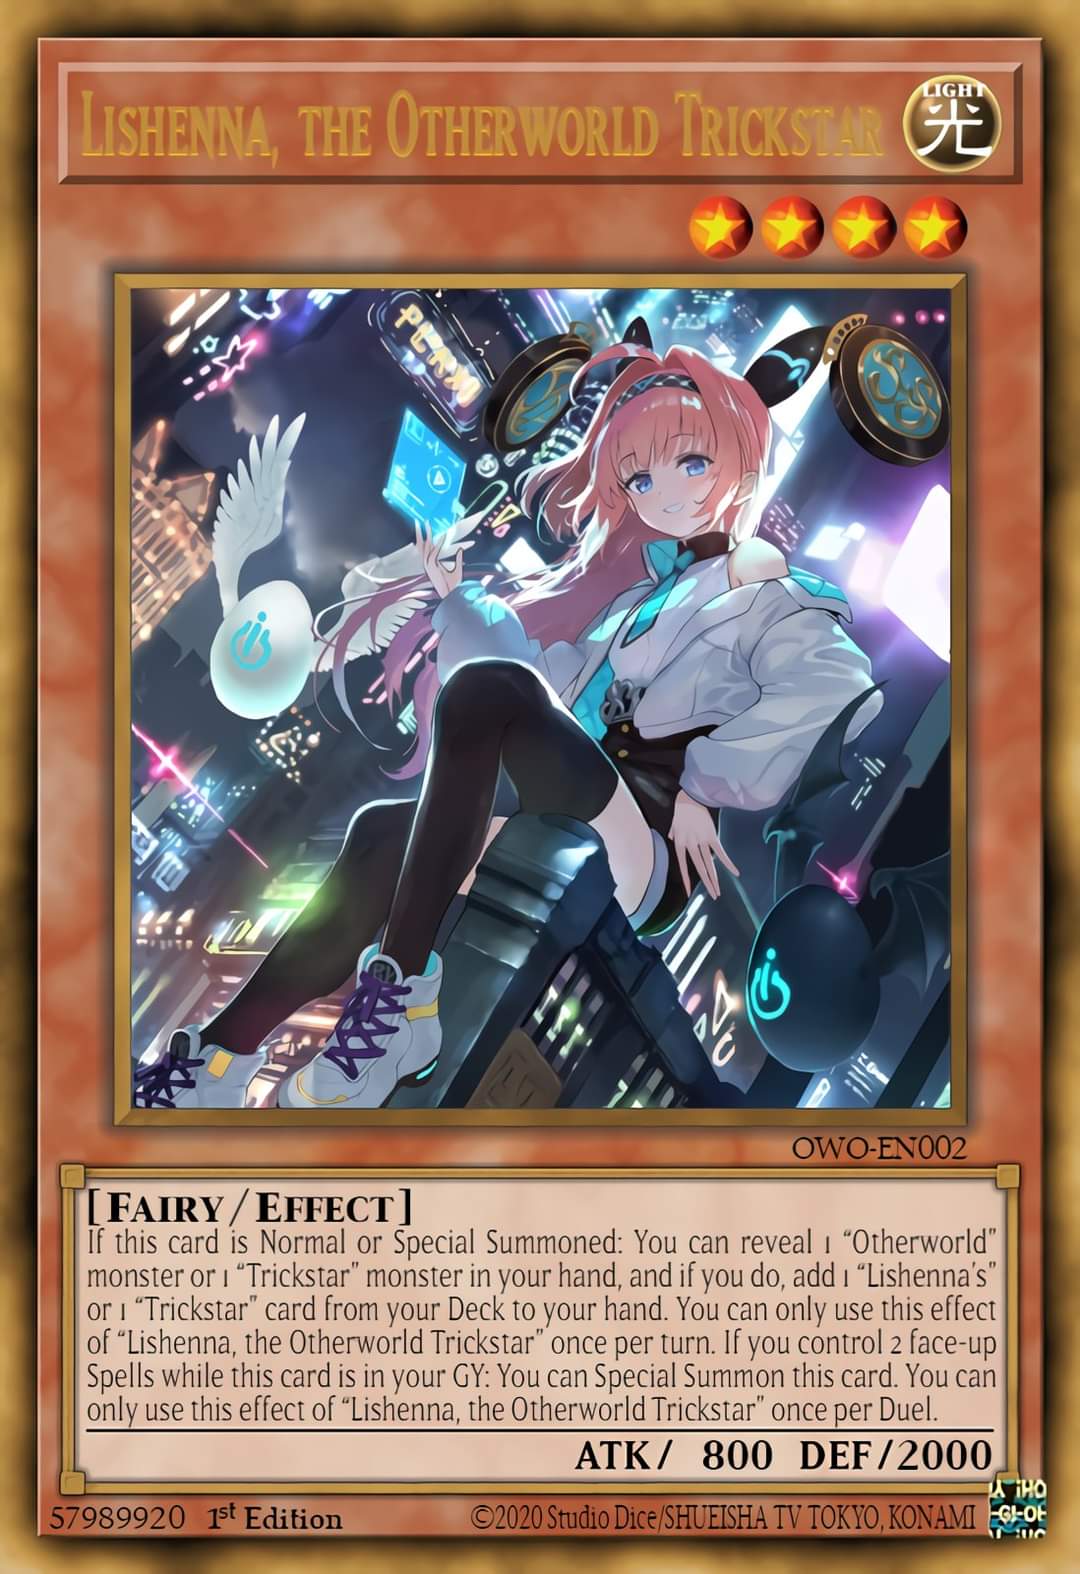 LISHENNA, THE OTHERWORLD TRICKSTAR
LIGHT
光
OWO-EN002
[FAIRY/EFFECT]
If this card is Normal or Special Summoned: You can reveal 1 “Otherworld”
monster or 1 “Trickstar” monster in your hand, and if you do, add 1 “Lishenna’s”
or 1 “Trickstar” card from your Deck to your hand. You can only use this effect
of “Lishenna, the Otherworld Trickstar” once per turn. If you control 2 face-up
Spells while this card is in your GY: You can Special Summon this card. You can
only use this effect of “Lishenna, the Otherworld Trickstar” once per Duel.
ATK/ 800 DEF/2000
57989920 1st Edition ©2020 Studio Dice/SHUEISHA TV TOKYO, KONAMI